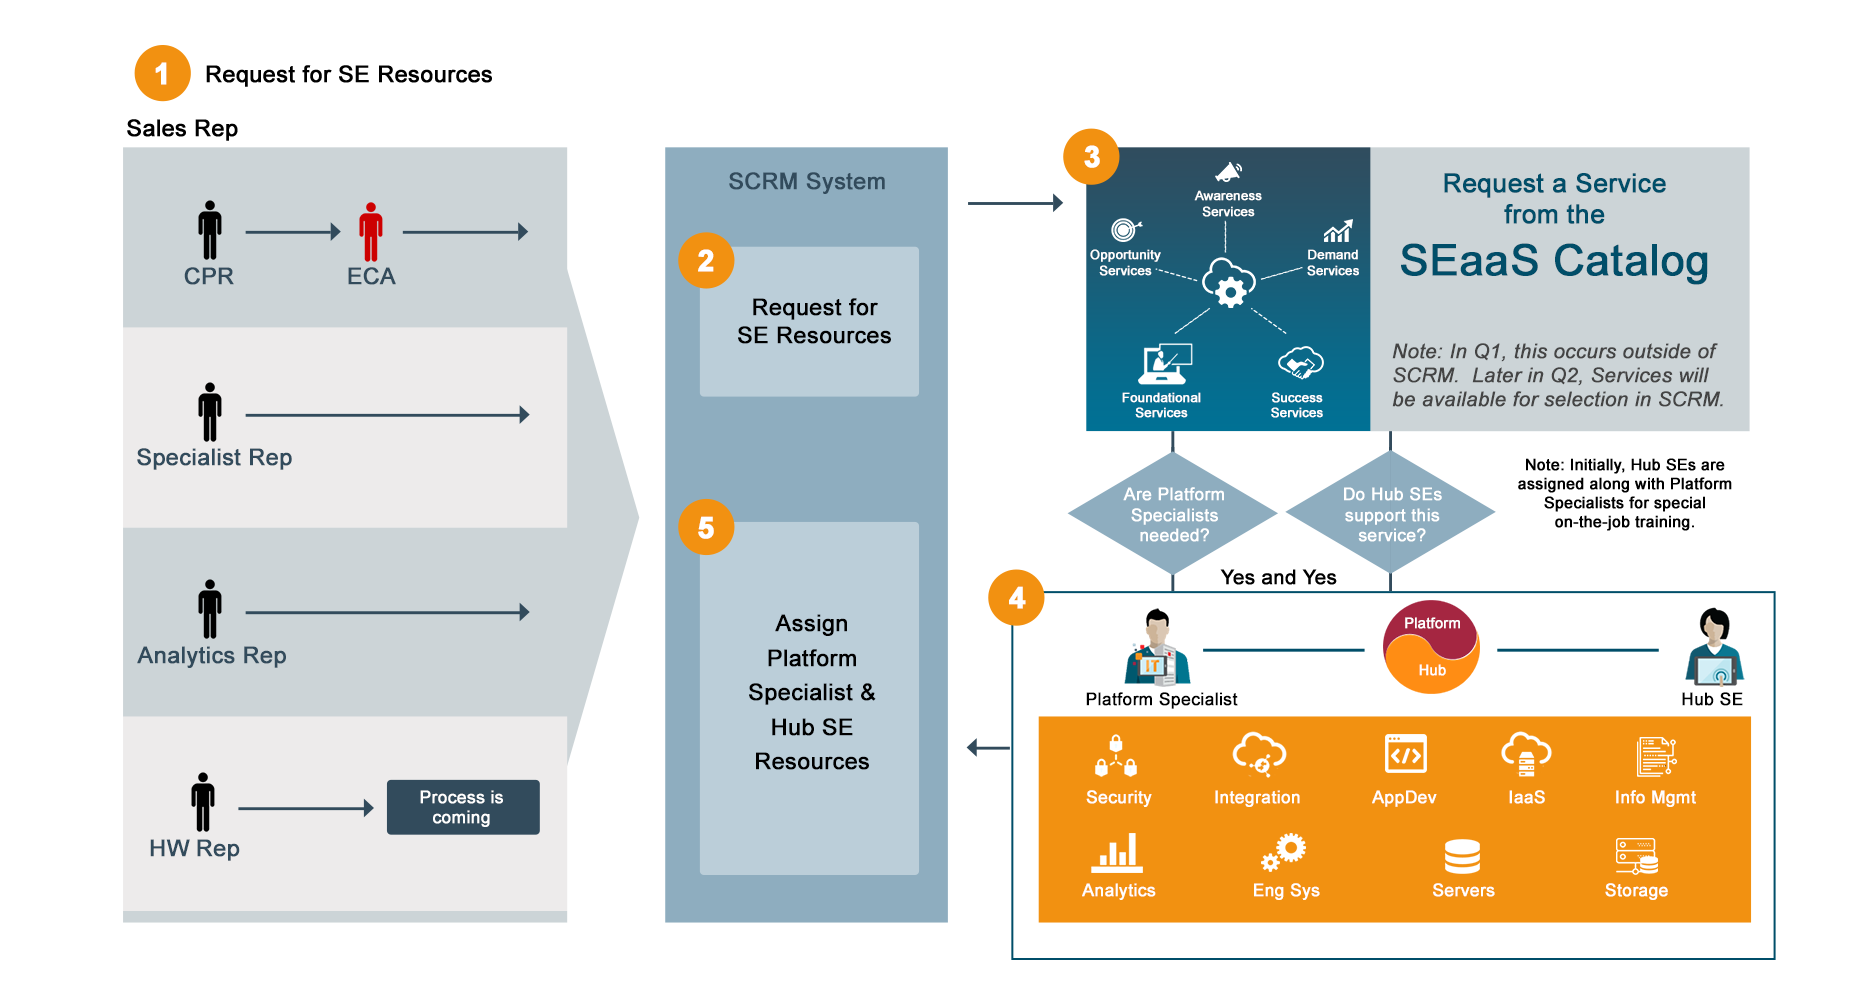 1
Request for SE Resources
Sales Rep
CPR
ECA
Specialist Rep
Analytics Rep
HW Rep
Process is
coming
SCRM System
2
Request for
SE Resources
5
Assign
Platform
Specialist &
Hub SE
Resources
3
Awareness
Services
Opportunity
Services
Demand
Services
Foundational
Services
Success
Services
Request a Service
from the
SEaaS Catalog
Note: In Q1, this occurs outside of
SCRM. Later in Q2, Services will
be available for selection in SCRM.
Are Platform
Specialists
needed?
Do Hub SEs
support this
service?
Note: Initially, Hub SEs are
assigned along with Platform
Specialists for special
on-the-job training.
Yes and Yes
4
IT
Platform Specialist
Platform
Hub
Hub SE
Security
Integration
AppDev
IaaS
Info Mgmt
Analytics
Eng Sys
Servers
Storage